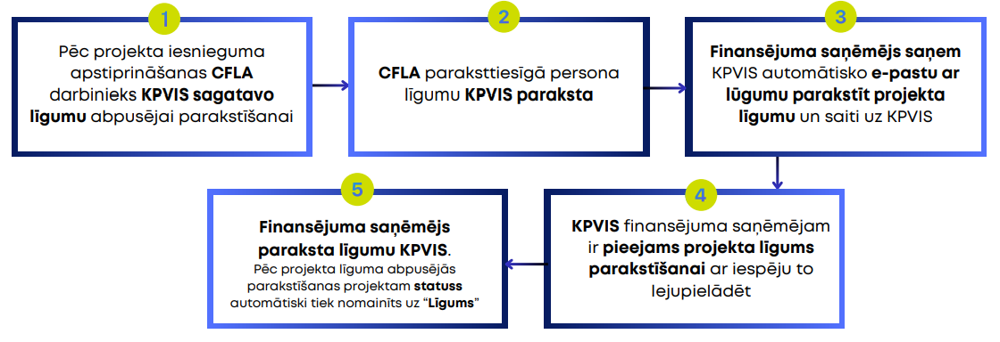 1
Pēc projekta iesnieguma
apstiprināšanas CFLA
darbinieks KPVIS sagatavo
līgumu abpusējai parakstīšanai
2
CFLA paraksttiesīgā persona
līgumu KPVIS paraksta
3
Finansējuma saņēmējs saņem
KPVIS automātisko e-pastu ar
lūgumu parakstīt projekta
līgumu un saiti uz KPVIS
4
KPVIS finansējuma saņēmējam
ir pieejams projekta līgums
parakstīšanai ar iespēju to
lejupielādēt
5
Finansējuma saņēmējs
paraksta līgumu KPVIS.
Pēc projekta līguma abpusējās
parakstīšanas projektam statuss
automātiski tiek nomainīts uz “Līgums”